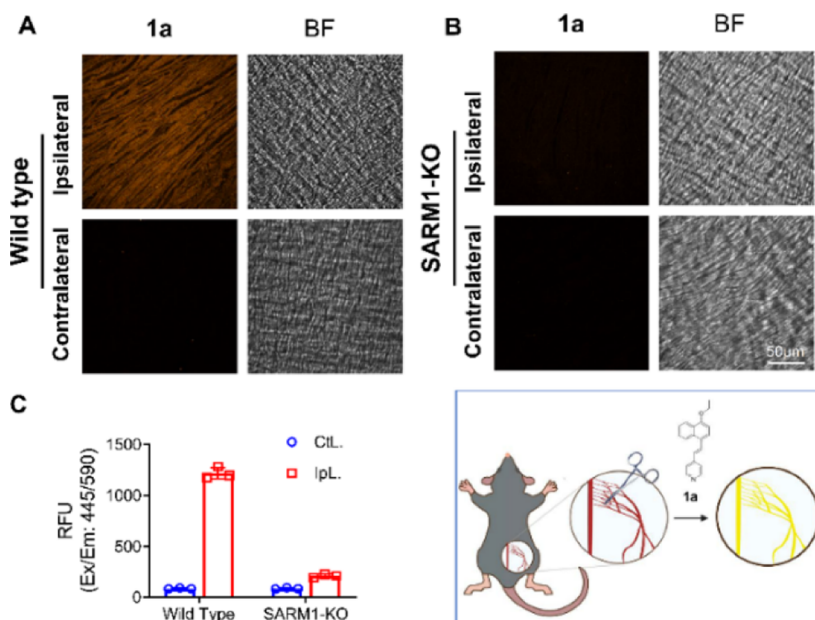 A
1a
BF
Wild type
Ipsilateral
Contralateral
B
1a
BF
SARM1-KO
Ipsilateral
Contralateral
50μm
C
RFU
(Ex/Em: 445/590)
1500
1000
500
0
CtL.
IpL.
Wild Type
SARM1-KO
O
N
1a